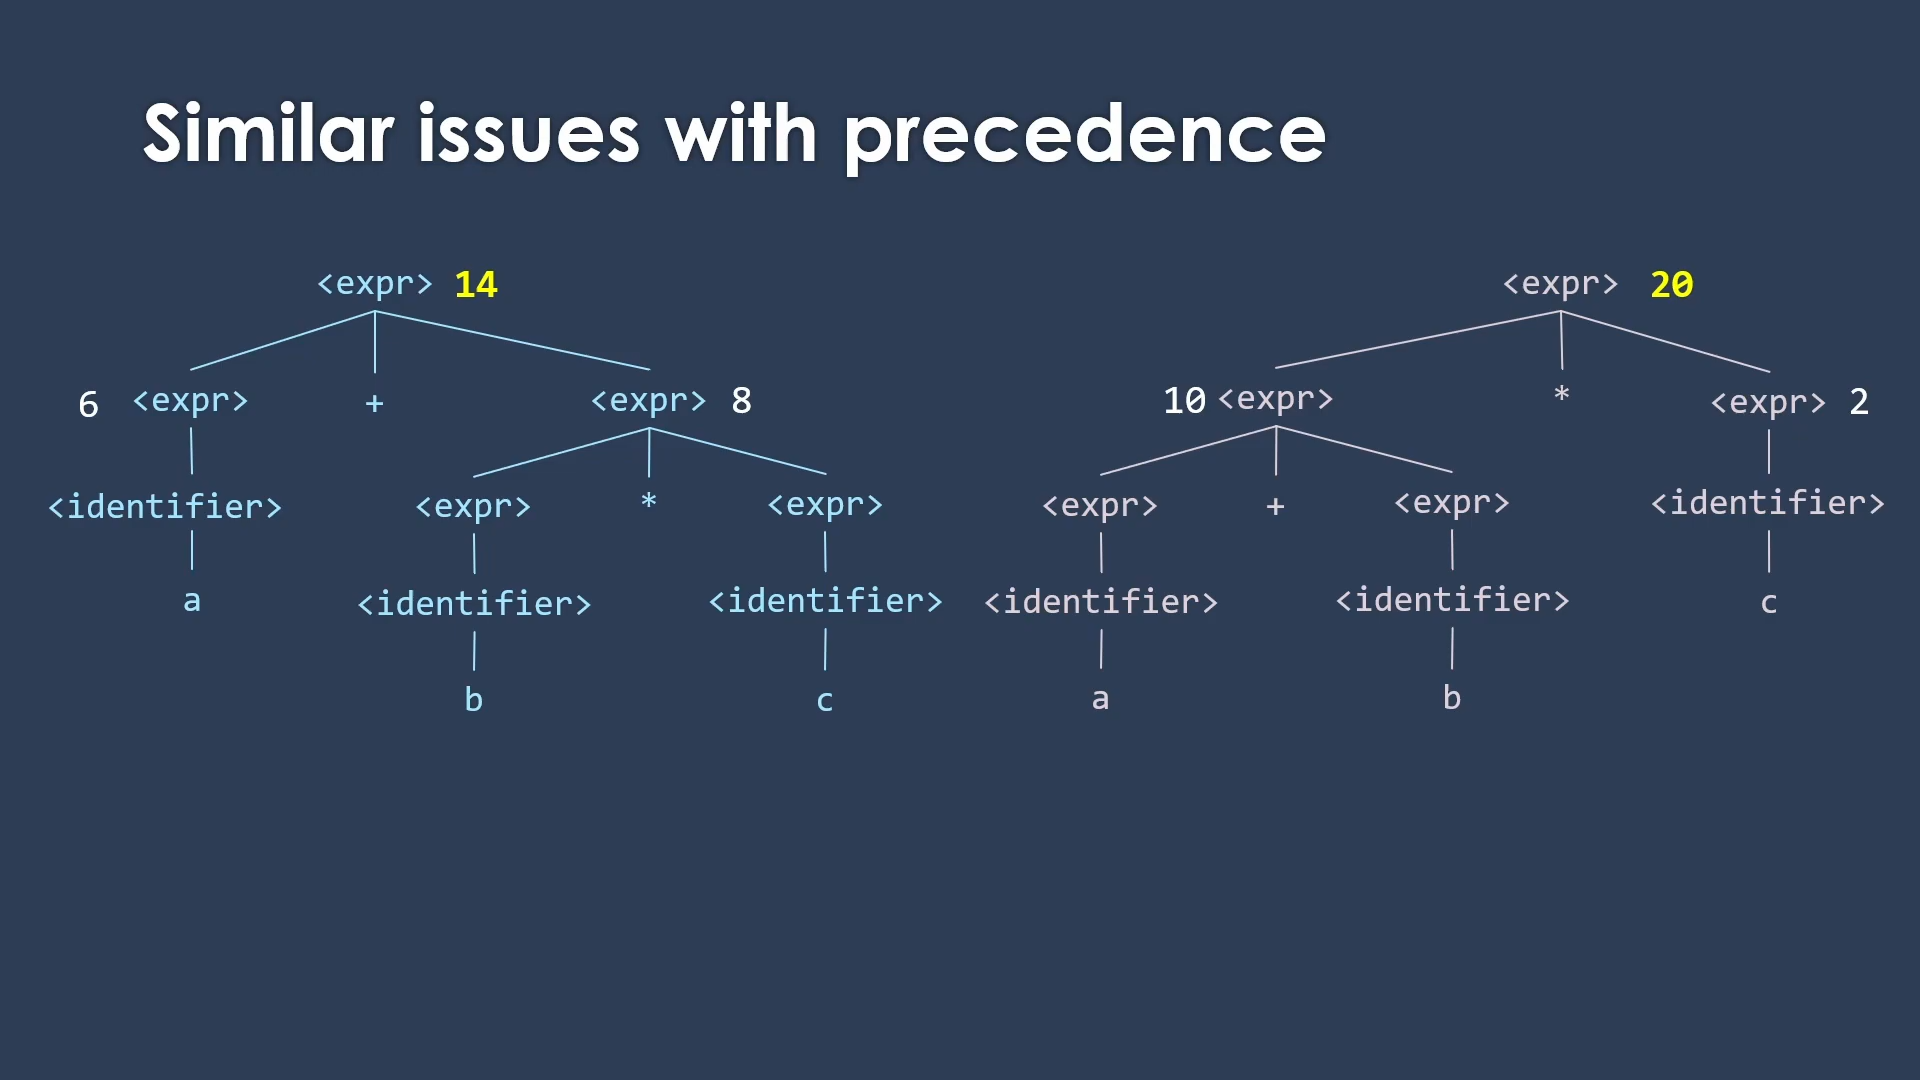 Similar issues with precedence
<expr> 14 <expr> 20
6 <expr> + <expr> 8 10 <expr> * <expr> 2
<identifier> <expr> * <expr> <expr> + <expr> <identifier>
a <identifier> <identifier> <identifier> <identifier> c
b c a b